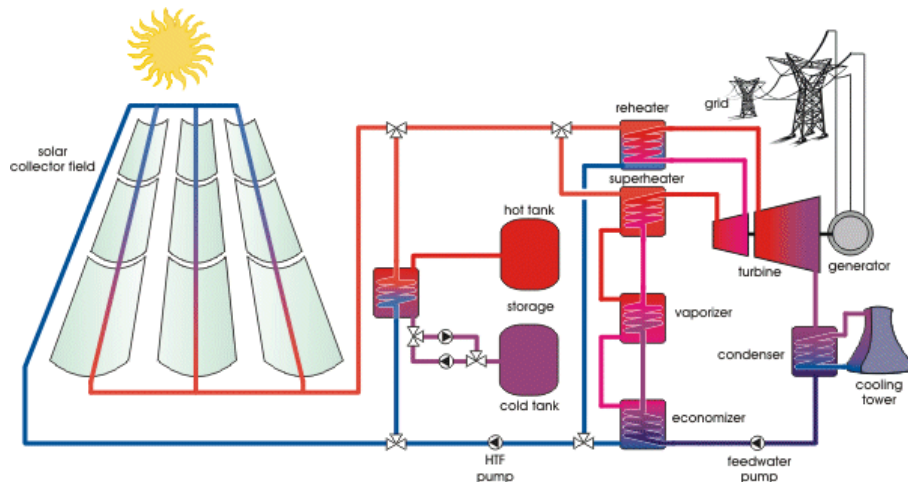 solar
collector field
reheater
grid
superheater
hot tank
storage
cold tank
vaporizer
economizer
turbine
generator
condenser
cooling
tower
HTF
pump
feedwater
pump